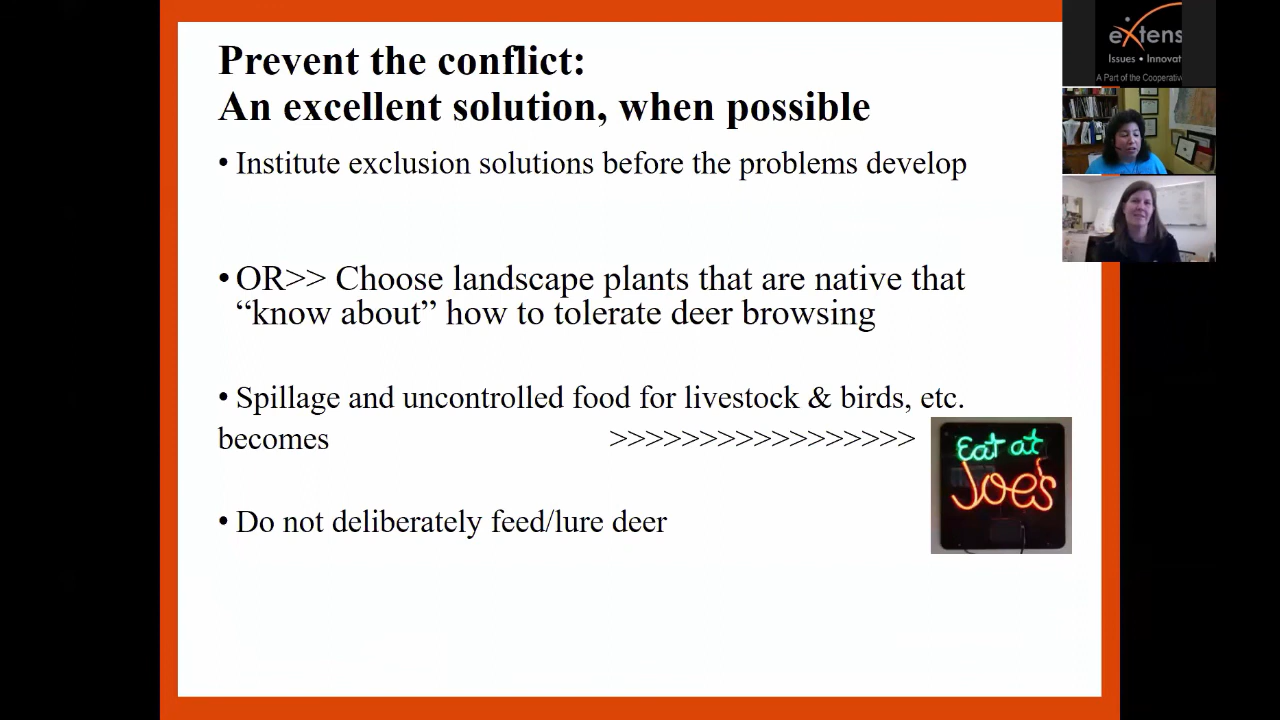 Prevent the conflict:
An excellent solution, when possible
• Institute exclusion solutions before the problems develop
• OR>> Choose landscape plants that are native that
“know about” how to tolerate deer browsing
• Spillage and uncontrolled food for livestock & birds, etc.
becomes >>>>>>>>>>>>>>>>>
• Do not deliberately feed/lure deer
Eat at
Joe's
eXtens
Issues • Innovat
A Part of the Cooperative